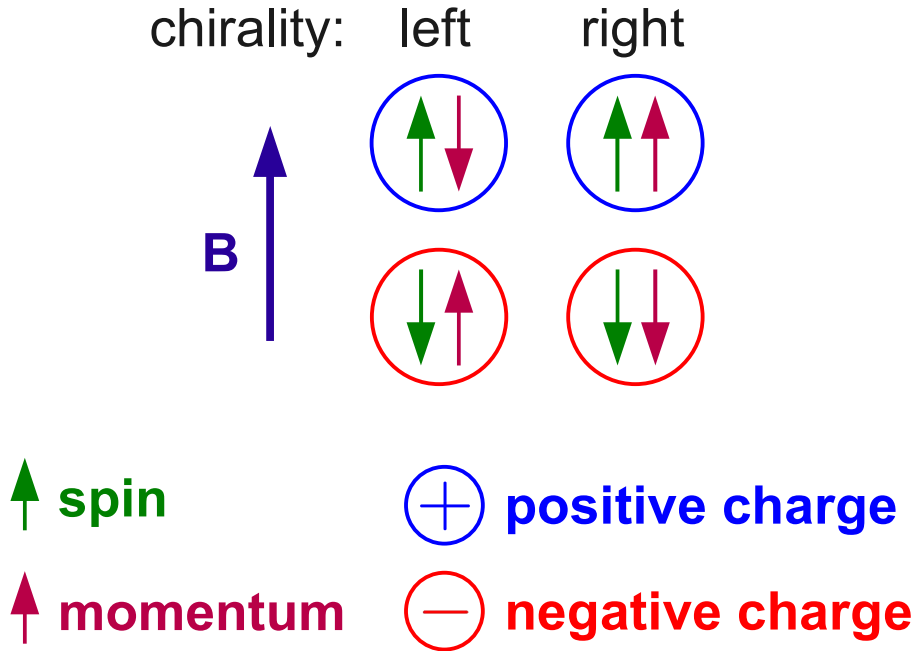 chirality: left right
B
spin
positive charge
momentum
negative charge